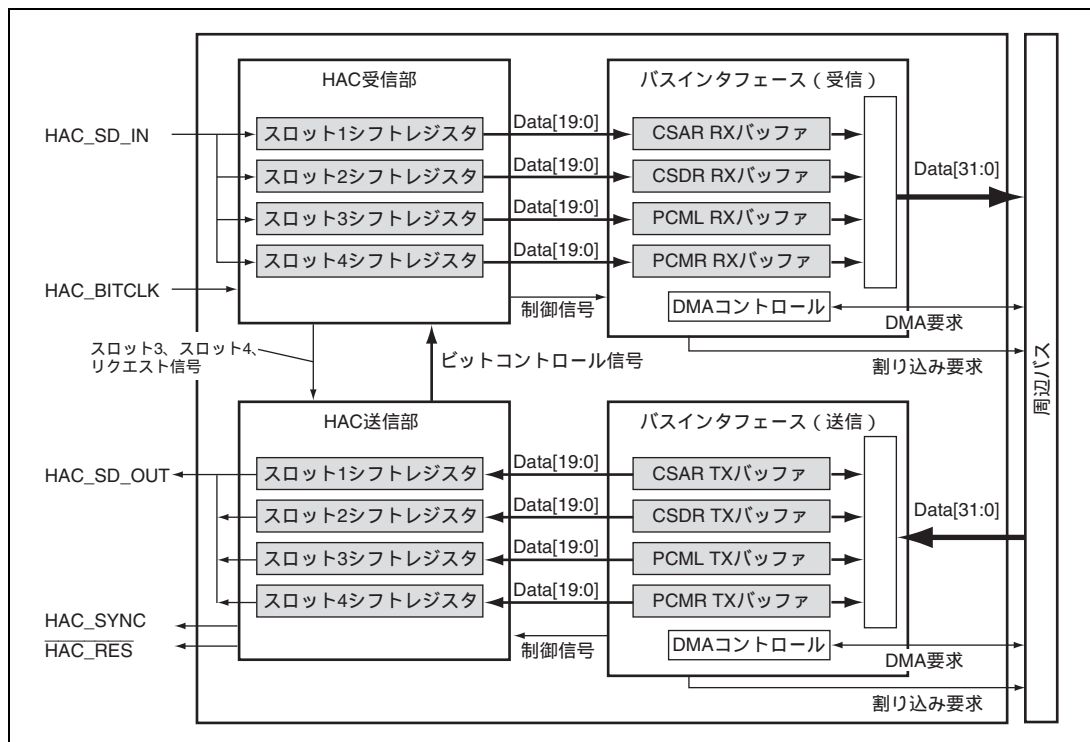 HAC受信部
バスインタフェース（受信）
HAC_SD_IN
スロット1シフトレジスタ
Data[19:0]
CSAR RXバッファ
スロット2シフトレジスタ
Data[19:0]
CSDR RXバッファ
Data[31:0]
スロット3シフトレジスタ
Data[19:0]
PCML RXバッファ
スロット4シフトレジスタ
Data[19:0]
PCMR RXバッファ
HAC_BITCLK
制御信号
DMAコントロール
DMA要求
スロット3、スロット4、
リクエスト信号
ビットコントロール信号
割り込み要求
周辺バス
HAC送信部
バスインタフェース（送信）
HAC_SD_OUT
スロット1シフトレジスタ
Data[19:0]
CSAR TXバッファ
スロット2シフトレジスタ
Data[19:0]
CSDR TXバッファ
Data[31:0]
スロット3シフトレジスタ
Data[19:0]
PCML TXバッファ
スロット4シフトレジスタ
Data[19:0]
PCMR TXバッファ
HAC_SYNC
HAC_RES
制御信号
DMAコントロール
DMA要求
割り込み要求